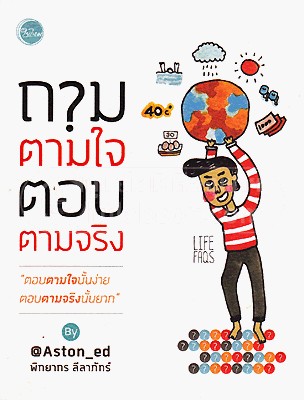 ถาม
ตามใจ
ตอบ
ตามจริง
"ตอบตามใจนั้นง่าย
ตอบตามจริงนั้นยาก"
By
@Aston_ed
พิทยากร ลีลาภัทร์
40c°
LIFE
FAQS